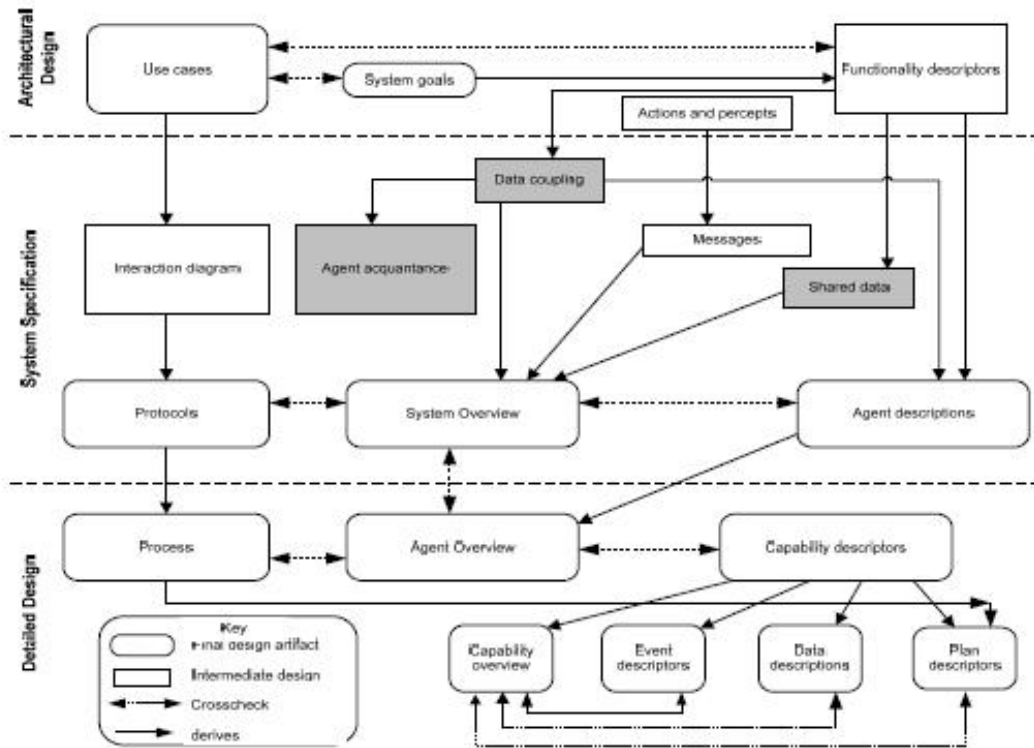 Architectural
Design
Use cases
System goals
Functionality descriptors
Actions and percepts
System Specification
Data coupling
Messages
Interaction diagram
Agent acquantance
Shared data
Protocols
System Overview
Agent descriptions
Detailed Design
Process
Agent Overview
Capability descriptors
Key
Final design artifact
Intermediate design
Crosscheck
derives
Capability
overview
Event
descriptors
Data
descriptions
Plan
descriptors